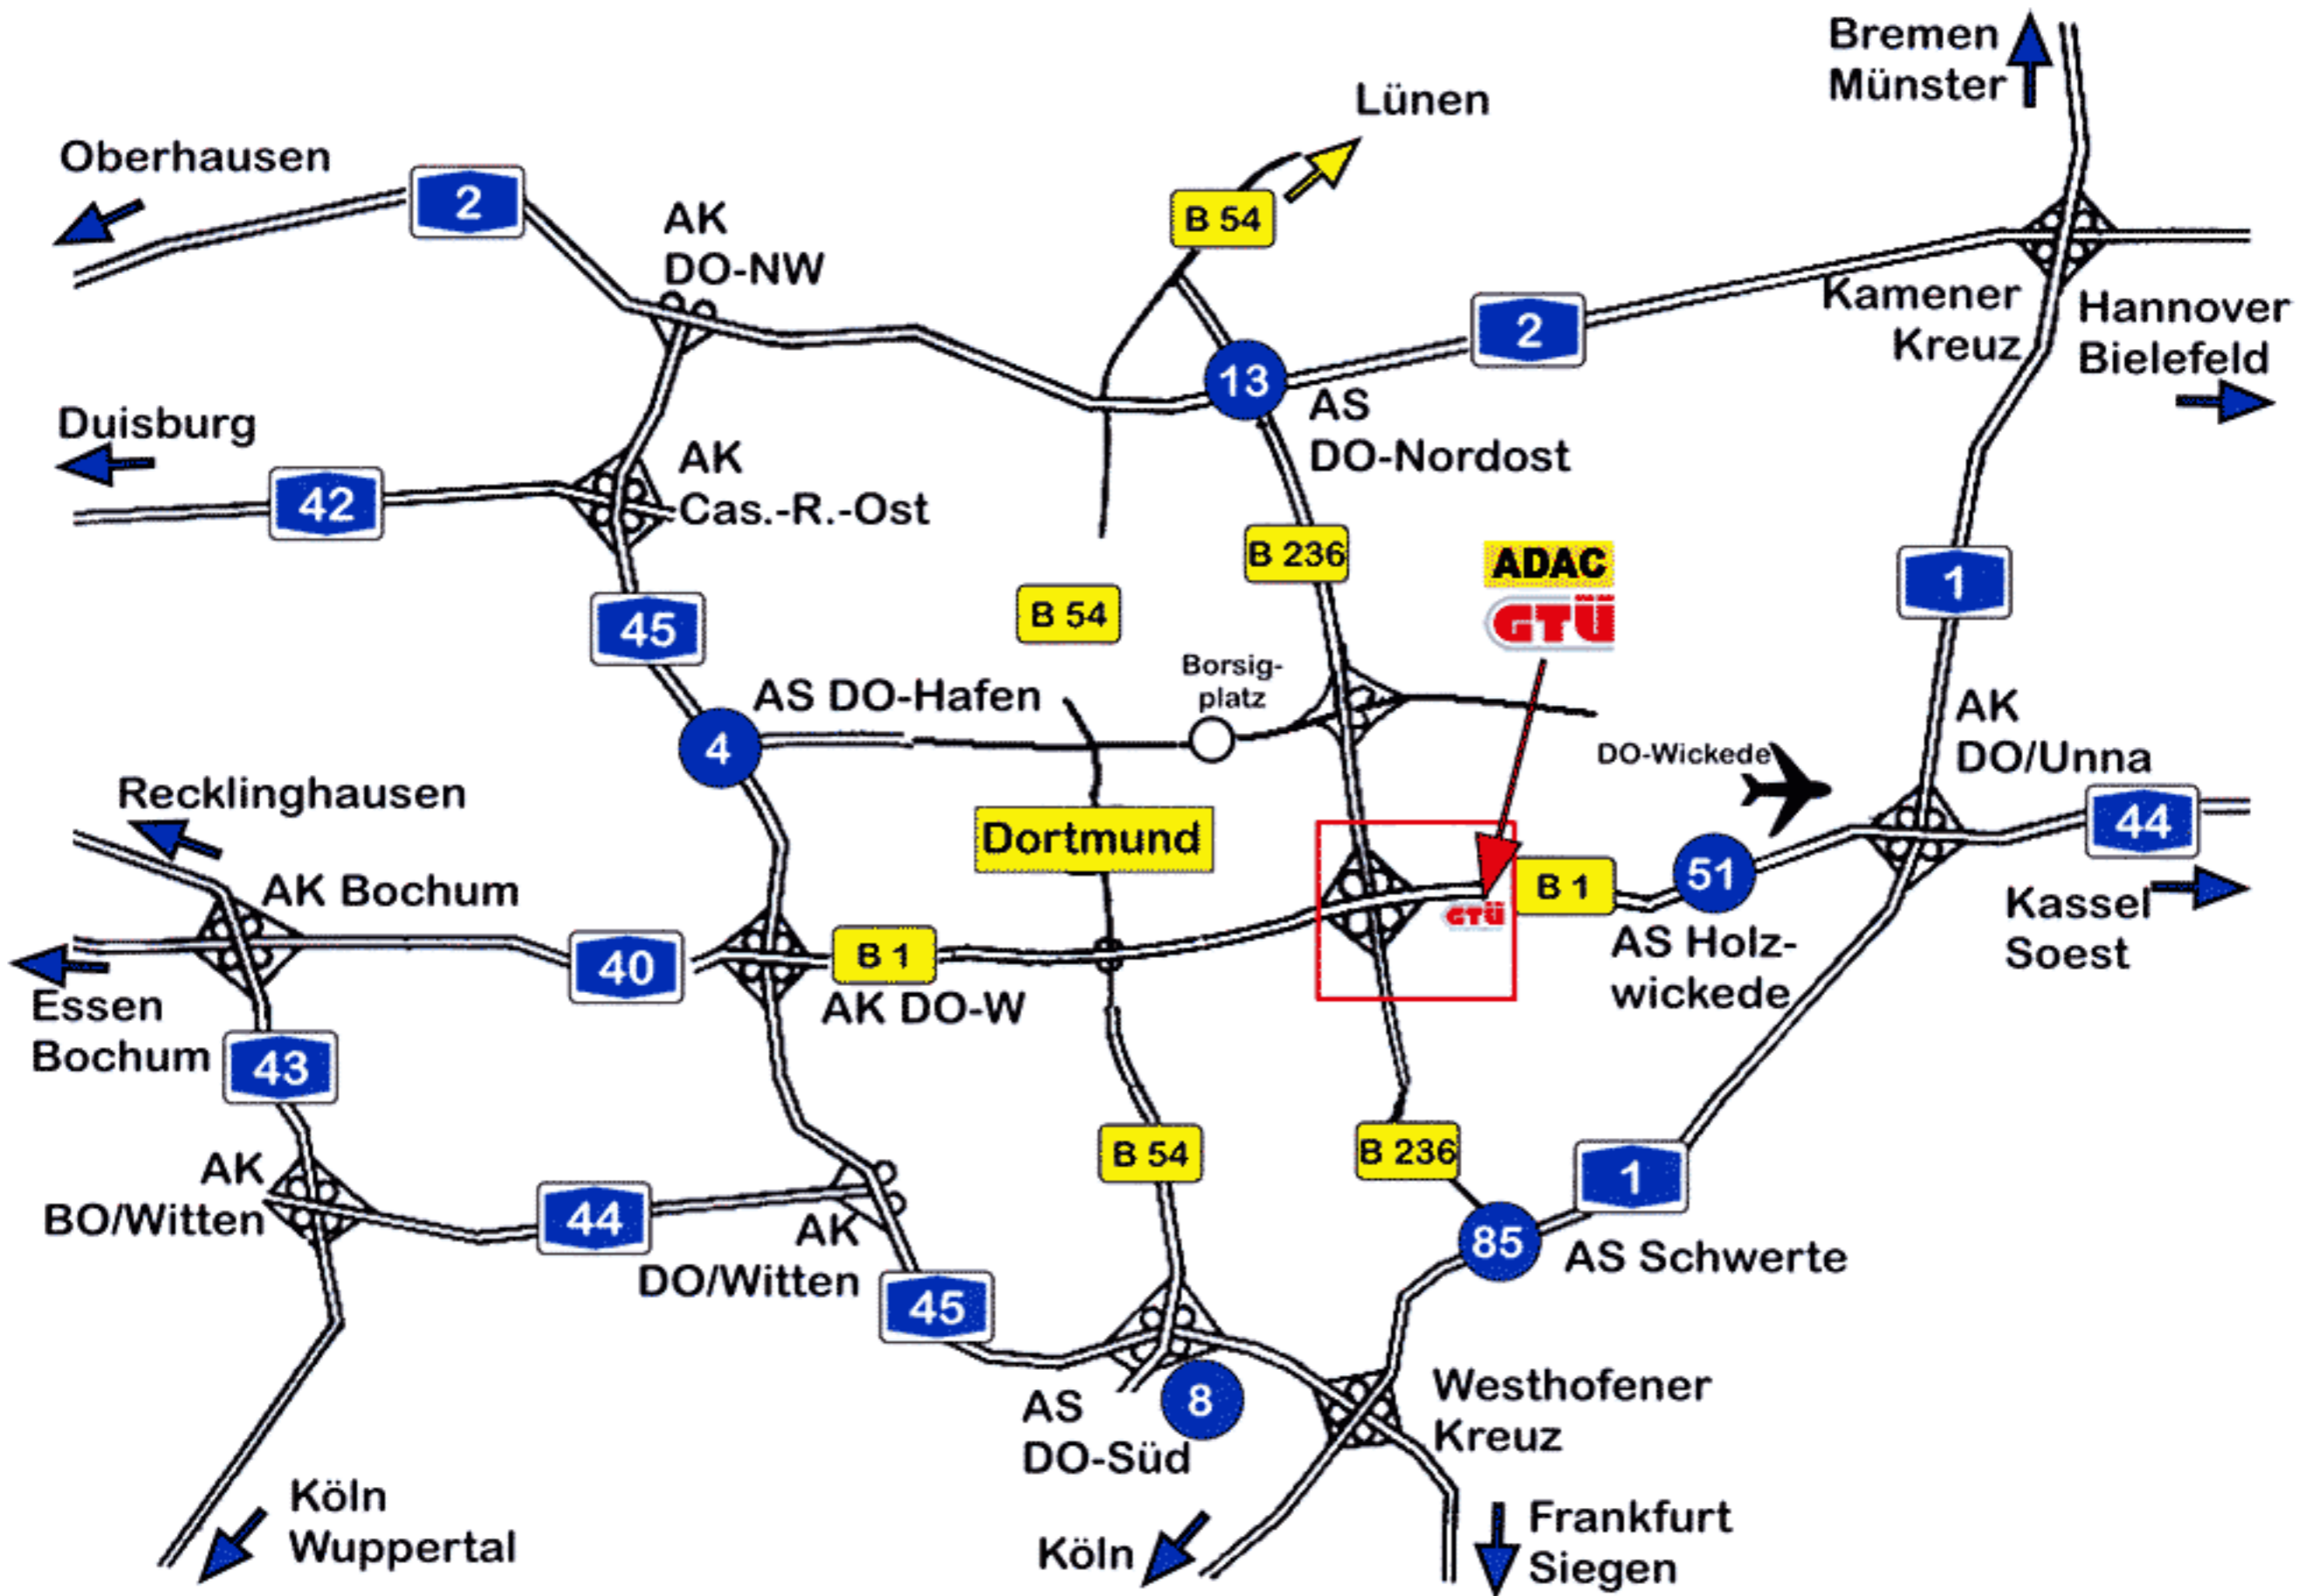 Bremen
Münster
Lünen
Oberhausen
2
AK
DO-NW
B 54
Kamener
Kreuz
Hannover
Bielefeld
2
13
AS
DO-Nordost
Duisburg
42
AK
Cas.-R.-Ost
B 236
ADAC
GTÜ
1
45
B 54
AS DO-Hafen
Borsig-
platz
4
DO-Wickede
AK
DO/Unna
44
Recklinghausen
Dortmund
51
B 1
AK Bochum
Kassel
Soest
GTÜ
40
B 1
AK DO-W
AS Holz-
wickede
Essen
Bochum
43
B 54
B 236
1
AK
BO/Witten
44
AK
DO/Witten
85
AS Schwerte
45
AS
DO-Süd
8
Westhofener
Kreuz
Köln
Wuppertal
Köln
Frankfurt
Siegen